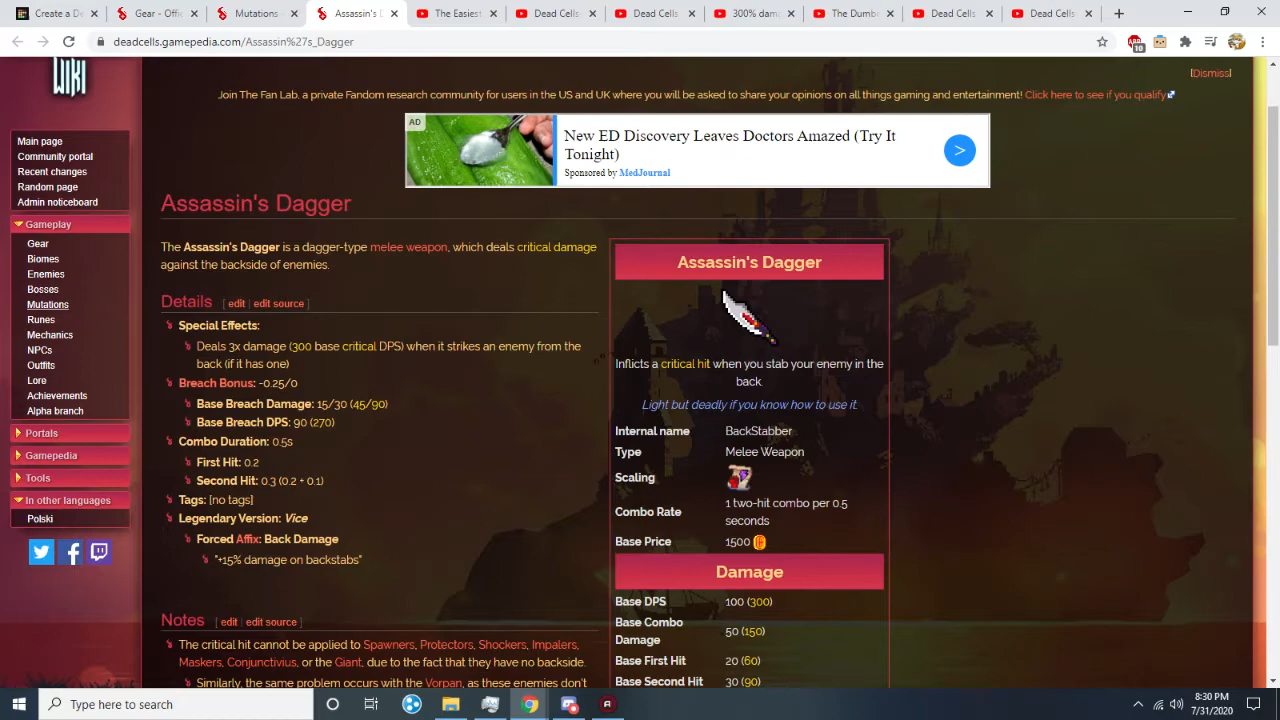 Create a De
Gear - Offici
Mutations
Assassin's D
The Easiest
Dead Cells
Dead Cells
300% damag
The Dumbe
Dead Cells
Dead Cells
deadcells.gamepedia.com/Assassin%27s_Dagger
10
WIKI
[Dismiss]
Join The Fan Lab, a private Fandom research community for users in the US and UK where you will be asked to share your opinions on all things gaming and entertainment! Click here to see if you qualify
AD
New ED Discovery Leaves Doctors Amazed (Try It
Tonight)
Sponsored by MedJournal
>
Main page
Community portal
Recent changes
Random page
Admin noticeboard
Gameplay
Gear
Biomes
Enemies
Bosses
Mutations
Runes
Mechanics
NPCs
Outfits
Lore
Achievements
Alpha branch
Portals
Gamepedia
Tools
In other languages
Polski
Assassin's Dagger
The Assassin's Dagger is a dagger-type melee weapon, which deals critical damage
against the backside of enemies.
Details [ edit | edit source ]
Special Effects:
Deals 3x damage (300 base critical DPS) when it strikes an enemy from the
back (if it has one)
Breach Bonus: -0.25/0
Base Breach Damage: 15/30 (45/90)
Base Breach DPS: 90 (270)
Combo Duration: 0.5s
First Hit: 0.2
Second Hit: 0.3 (0.2 + 0.1)
Tags: [no tags]
Legendary Version: Vice
Forced Affix: Back Damage
"+15% damage on backstabs"
Notes [ edit | edit source ]
The critical hit cannot be applied to Spawners, Protectors, Shockers, Impalers,
Maskers, Conjunctivius, or the Giant, due to the fact that they have no backside.
Similarly, the same problem occurs with the Vorpan, as these enemies don't
Assassin's Dagger
Inflicts a critical hit when you stab your enemy in the
back.
Light but deadly if you know how to use it.
Internal name BackStabber
Type Melee Weapon
Scaling
Combo Rate 1 two-hit combo per 0.5
seconds
Base Price 1500
Damage
Base DPS 100 (300)
Base Combo
Damage 50 (150)
Base First Hit 20 (60)
Base Second Hit 30 (90)
Type here to search
8:30 PM
7/31/2020